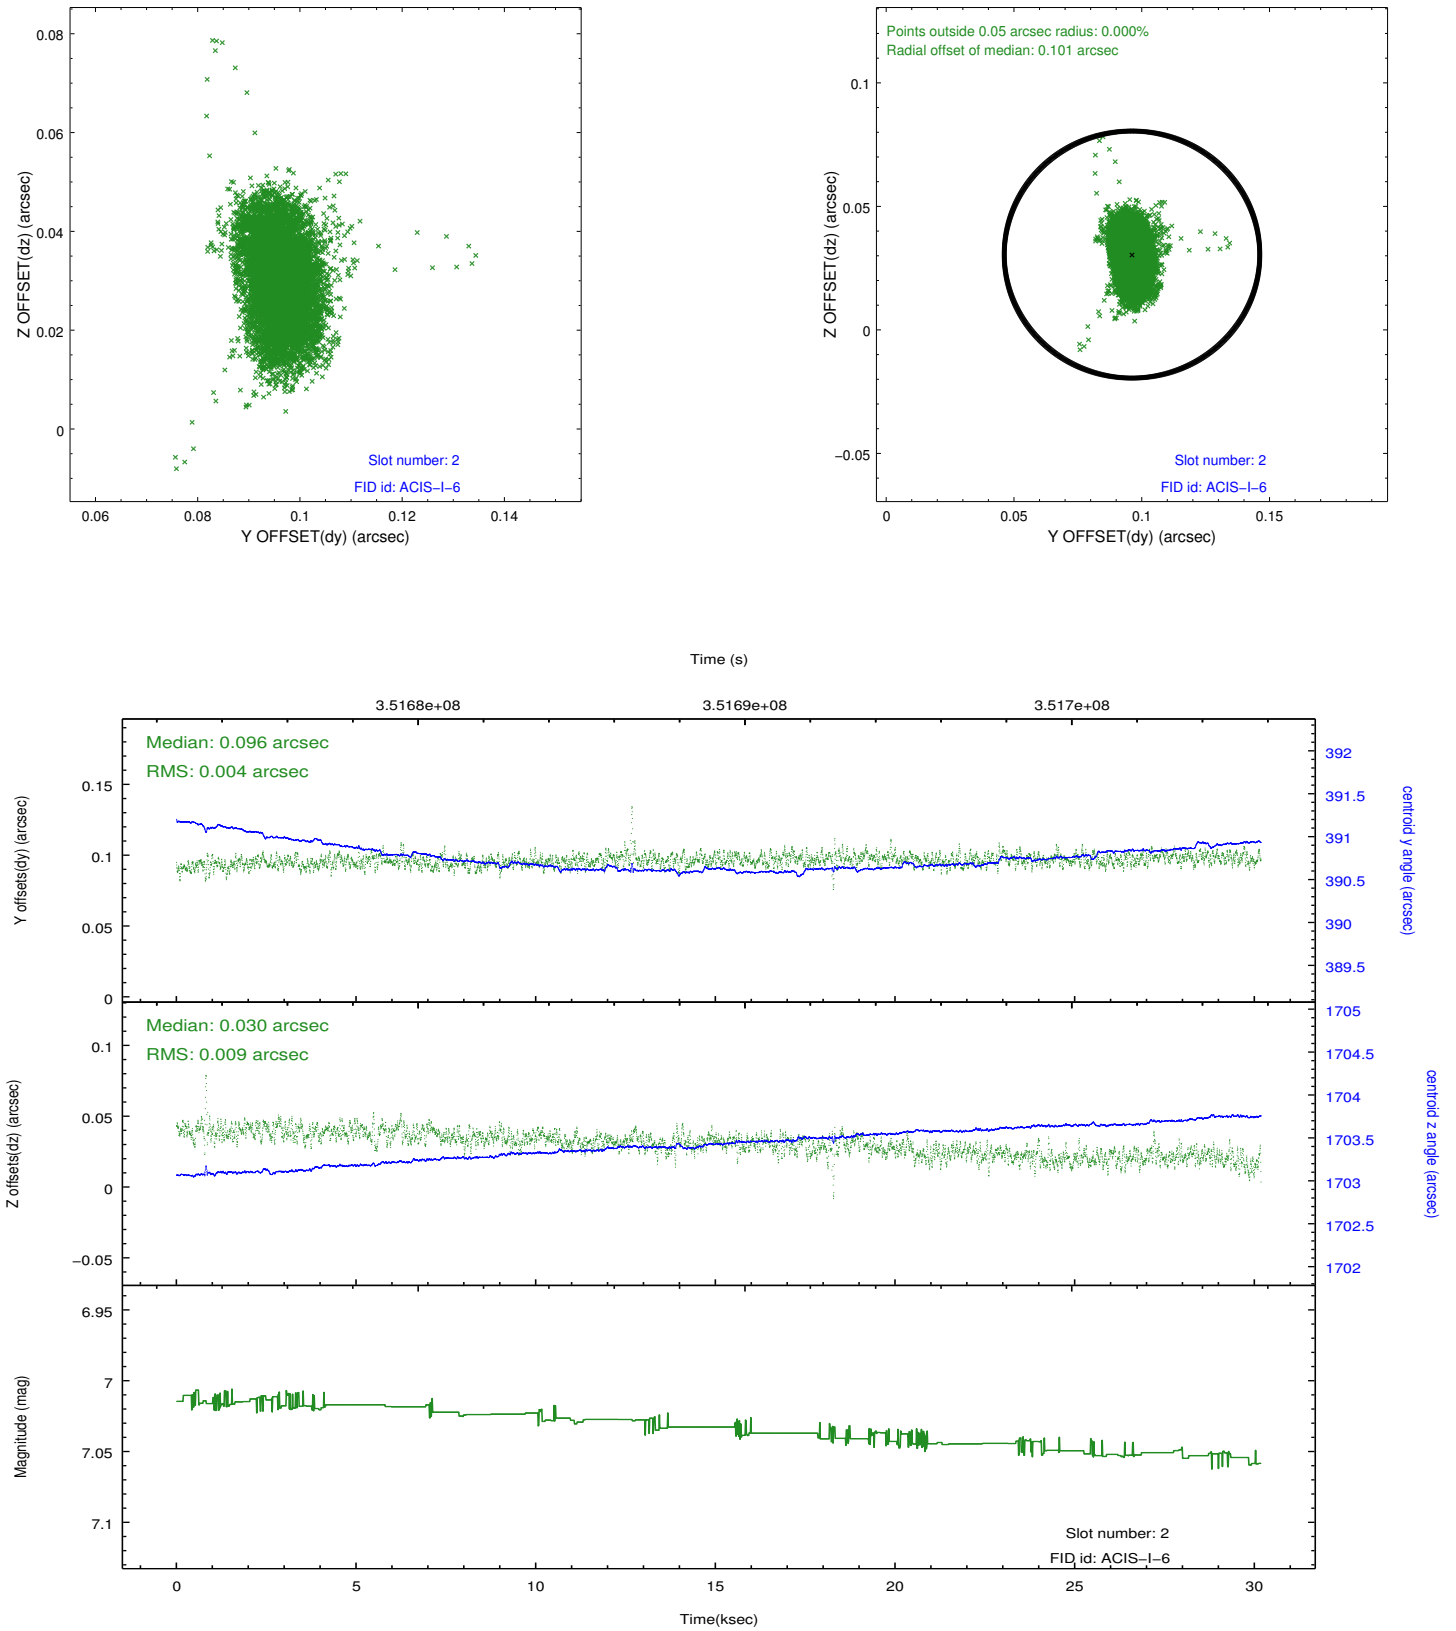 0.08
0.06
0.04
0.02
0
Z OFFSET(dz) (arcsec)
Slot number: 2
FID id: ACIS−I−6
0.06 0.08 0.1 0.12 0.14
Y OFFSET(dy) (arcsec)
Points outside 0.05 arcsec radius: 0.000%
Radial offset of median: 0.101 arcsec
0.1
0.05
0
−0.05
Z OFFSET(dz) (arcsec)
Slot number: 2
FID id: ACIS−I−6
0 0.05 0.1 0.15
Y OFFSET(dy) (arcsec)
Time (s)
3.5168e+08 3.5169e+08 3.517e+08
Median: 0.096 arcsec
RMS: 0.004 arcsec
0.15
0.1
0.05
0
Y offsets(dy) (arcsec)
392
391.5
391
390.5
390
389.5
centroid y angle (arcsec)
Median: 0.030 arcsec
RMS: 0.009 arcsec
0.1
0.05
0
−0.05
Z offsets(dz) (arcsec)
1705
1704.5
1704
1703.5
1703
1702.5
1702
centroid z angle (arcsec)
6.95
7
7.05
7.1
Magnitude (mag)
Slot number: 2
FID id: ACIS−I−6
0 5 10 15 20 25 30
Time(ksec)